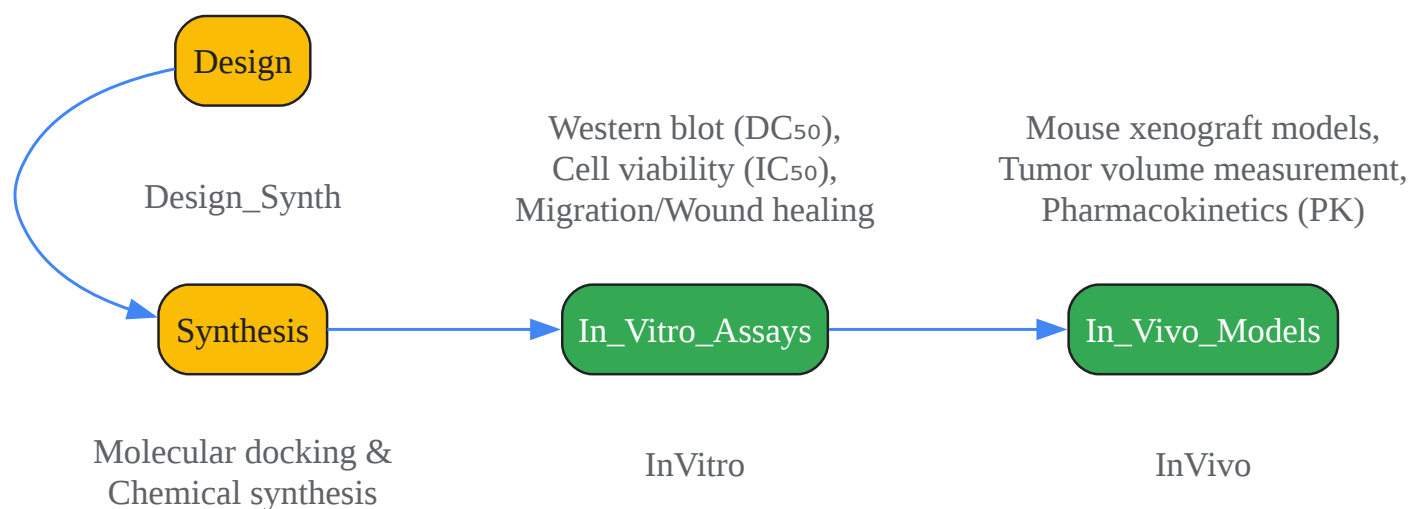 Design
Design_Synth
Synthesis
Molecular docking &
Chemical synthesis
Western blot (DC₅₀),
Cell viability (IC₅₀),
Migration/Wound healing
In_Vitro_Assays
InVitro
Mouse xenograft models,
Tumor volume measurement,
Pharmacokinetics (PK)
In_Vivo_Models
InVivo